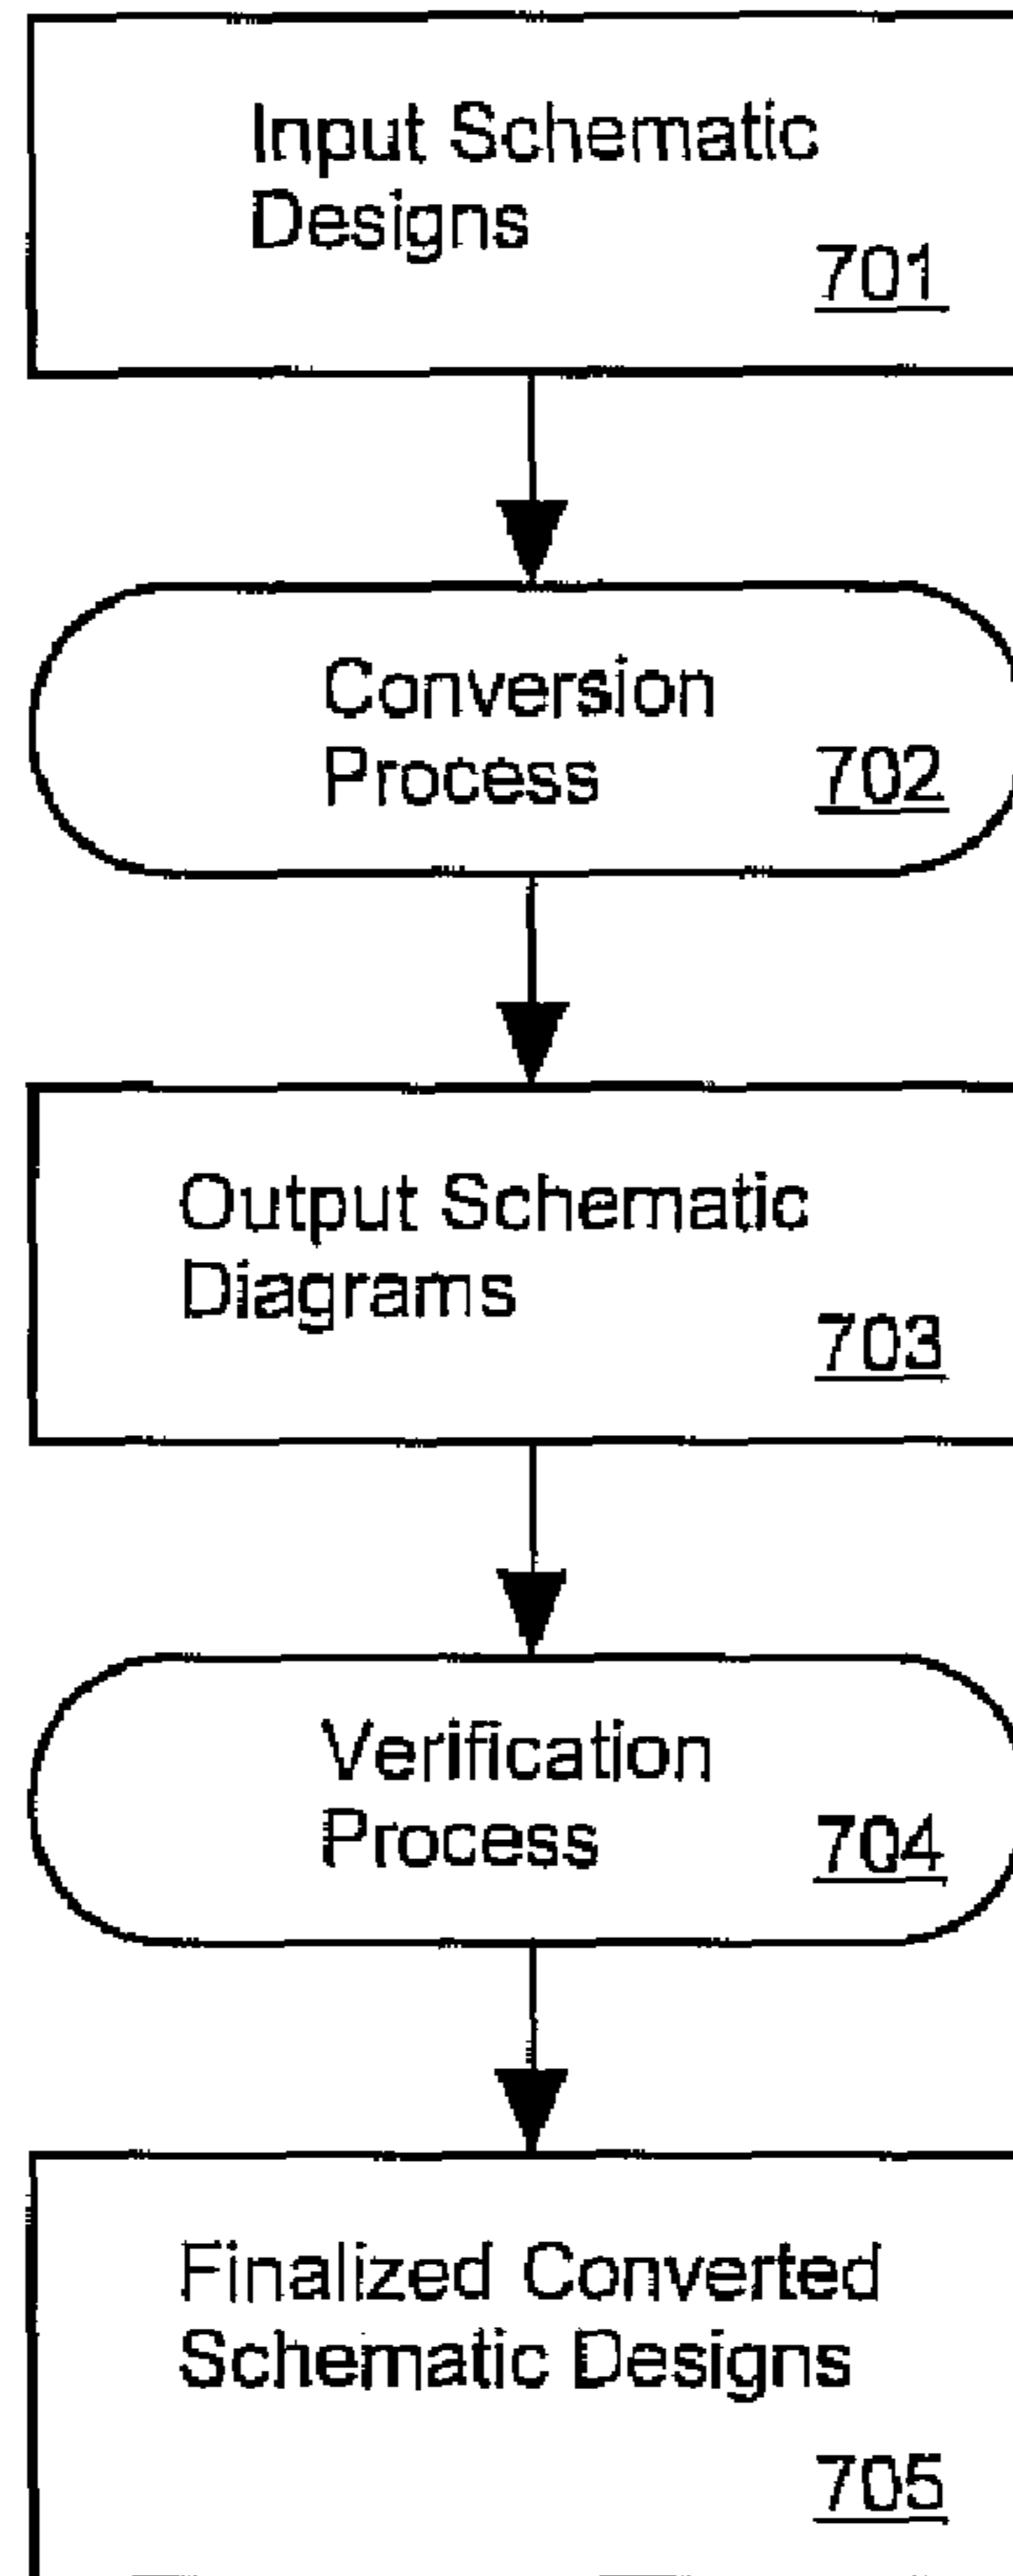 Input Schematic
Designs
701
Conversion
Process
702
Output Schematic
Diagrams
703
Verification
Process
704
Finalized Converted
Schematic Designs
705